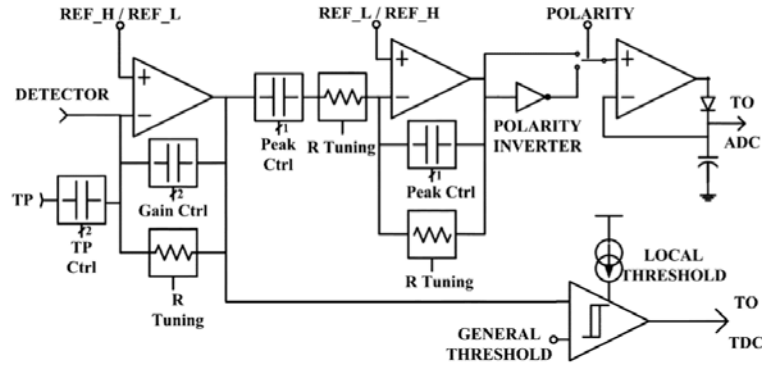 REF_H / REF_L
REF_L / REF_H
POLARITY
+
+
+
DETECTOR
−
−
−
1
Peak Ctrl
R Tuning
POLARITY
INVERTER
TO
ADC
1
Peak Ctrl
2
Gain Ctrl
TP
2
TP
Ctrl
R
Tuning
R Tuning
LOCAL
THRESHOLD
GENERAL
THRESHOLD
TO
TDC